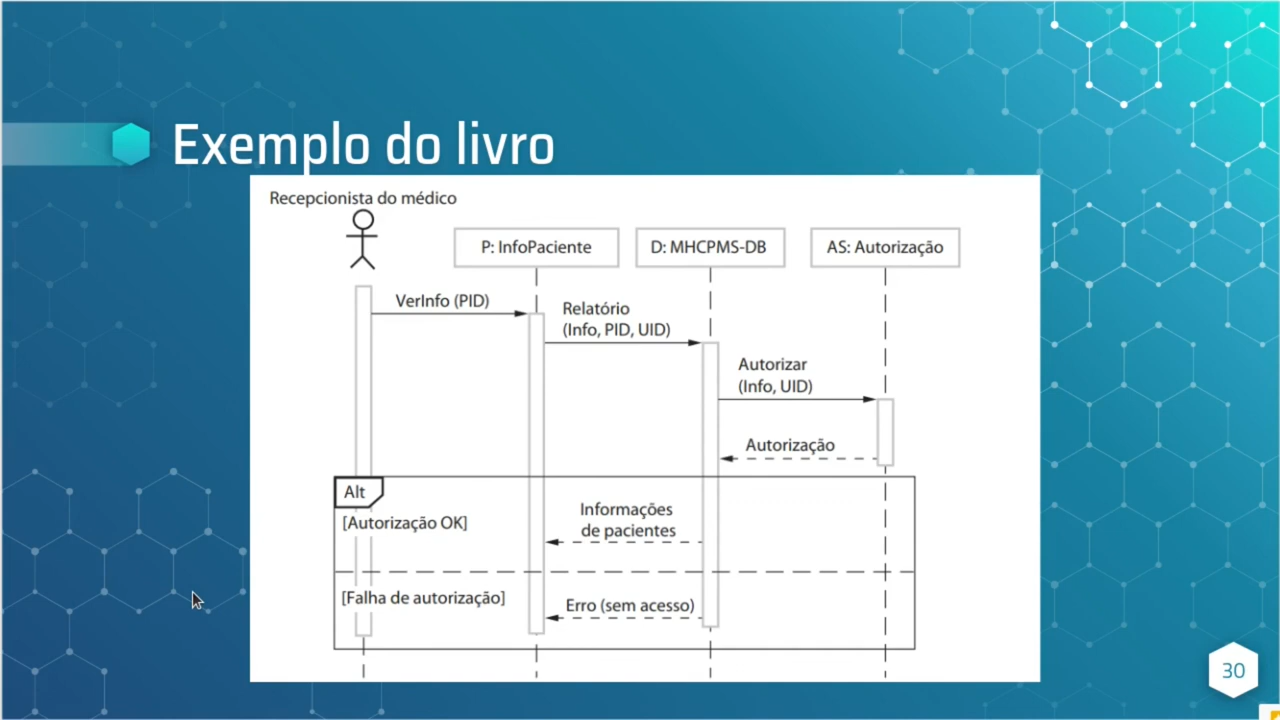 Exemplo do livro
Recepcionista do médico
P: InfoPaciente
D: MHCPMS-DB
AS: Autorização
VerInfo (PID)
Relatório
(Info, PID, UID)
Autorizar
(Info, UID)
Autorização
Alt
[Autorização OK]
Informações
de pacientes
[Falha de autorização]
Erro (sem acesso)
30